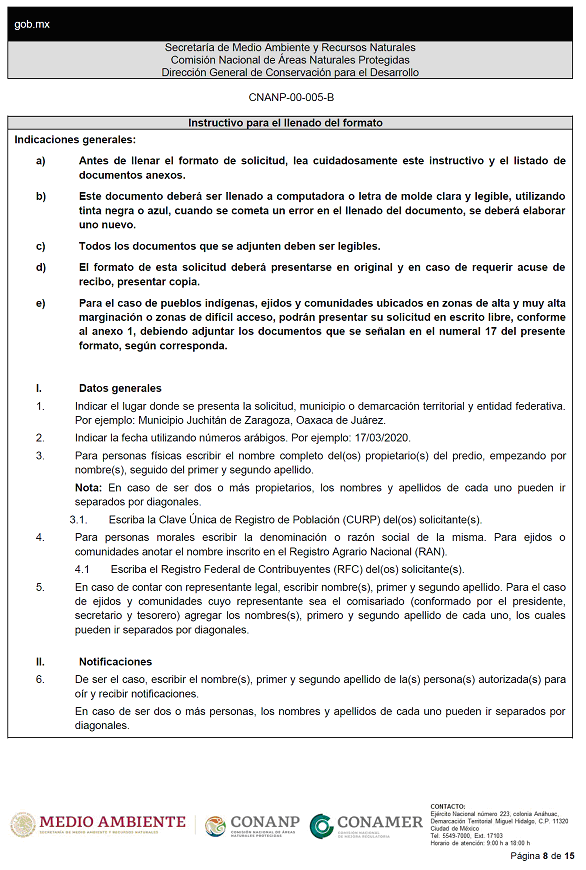 gob.mx
Secretaría de Medio Ambiente y Recursos Naturales
Comisión Nacional de Áreas Naturales Protegidas
Dirección General de Conservación para el Desarrollo
CNANP-00-005-B
Instructivo para el llenado del formato
Indicaciones generales:
a) Antes de llenar el formato de solicitud, lea cuidadosamente este instructivo y el listado de
documentos anexos.
b) Este documento deberá ser llenado a computadora o letra de molde clara y legible, utilizando
tinta negra o azul, cuando se cometa un error en el llenado del documento, se deberá elaborar
uno nuevo.
c) Todos los documentos que se adjunten deben ser legibles.
d) El formato de esta solicitud deberá presentarse en original y en caso de requerir acuse de
recibo, presentar copia.
e) Para el caso de pueblos indígenas, ejidos y comunidades ubicados en zonas de alta y muy alta
marginación o zonas de difícil acceso, podrán presentar su solicitud en escrito libre, conforme
al anexo 1, debiendo adjuntar los documentos que se señalan en el numeral 17 del presente
formato, según corresponda.
I. Datos generales
1. Indicar el lugar donde se presenta la solicitud, municipio o demarcación territorial y entidad federativa.
Por ejemplo: Municipio Juchitán de Zaragoza, Oaxaca de Juárez.
2. Indicar la fecha utilizando números arábigos. Por ejemplo: 17/03/2020.
3. Para personas físicas escribir el nombre completo del(os) propietario(s) del predio, empezando por
nombre(s), seguido del primer y segundo apellido.
Nota: En caso de ser dos o más propietarios, los nombres y apellidos de cada uno pueden ir
separados por diagonales.
3.1. Escriba la Clave Única de Registro de Población (CURP) del(os) solicitante(s).
4. Para personas morales escribir la denominación o razón social de la misma. Para ejidos o
comunidades anotar el nombre inscrito en el Registro Agrario Nacional (RAN).
4.1 Escriba el Registro Federal de Contribuyentes (RFC) del(os) solicitante(s).
5. En caso de contar con representante legal, escribir nombre(s), primer y segundo apellido. Para el caso
de ejidos y comunidades cuyo representante sea el comisariado (conformado por el presidente,
secretario y tesorero) agregar los nombres(s), primero y segundo apellido de cada uno, los cuales
pueden ir separados por diagonales.
II. Notificaciones
6. De ser el caso, escribir el nombre(s), primer y segundo apellido de la(s) persona(s) autorizada(s) para
oír y recibir notificaciones.
En caso de ser dos o más personas, los nombres y apellidos de cada uno pueden ir separados por
diagonales.
MEDIO AMBIENTE
SECRETARÍA DE MEDIO AMBIENTE Y RECURSOS NATURALES
CONANP
COMISIÓN NACIONAL DE ÁREAS
NATURALES PROTEGIDAS
CONAMER
COMISIÓN NACIONAL
DE MEJORA REGULATORIA
CONTACTO:
Ejército Nacional número 223, colonia Anáhuac,
Demarcación Territorial Miguel Hidalgo, C.P. 11320
Ciudad de México
Tel. 5549-7000, Ext. 17103
Horario de atención: 9:00 h a 18:00 h
Página 8 de 15